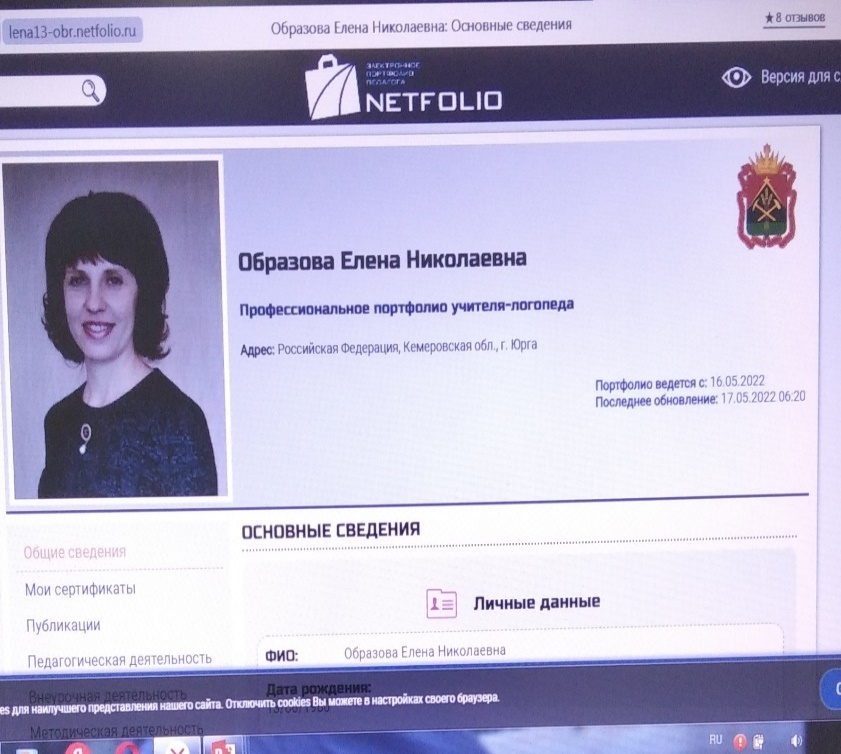 lena13-obr.netfolio.ru
Образова Елена Николаевна: Основные сведения
★ 8 отзывов
ЭЛЕКТРОННОЕ
ПОРТФОЛИО
ПЕДАГОГА
NETFOLIO
Версия для с
Образова Елена Николаевна
Профессиональное портфолио учителя-логопеда
Адрес: Российская Федерация, Кемеровская обл., г. Юрга
Портфолио ведется с: 16.05.2022
Последнее обновление: 17.05.2022 06:20
ОСНОВНЫЕ СВЕДЕНИЯ
Общие сведения
Мои сертификаты
Публикации
Педагогическая деятельность
Внеурочная деятельность
Методическая деятельность
Личные данные
ФИО: Образова Елена Николаевна
Дата рождения:
es для наилучшего представления нашего сайта. Отключить cookies Вы можете в настройках своего браузера.
RU